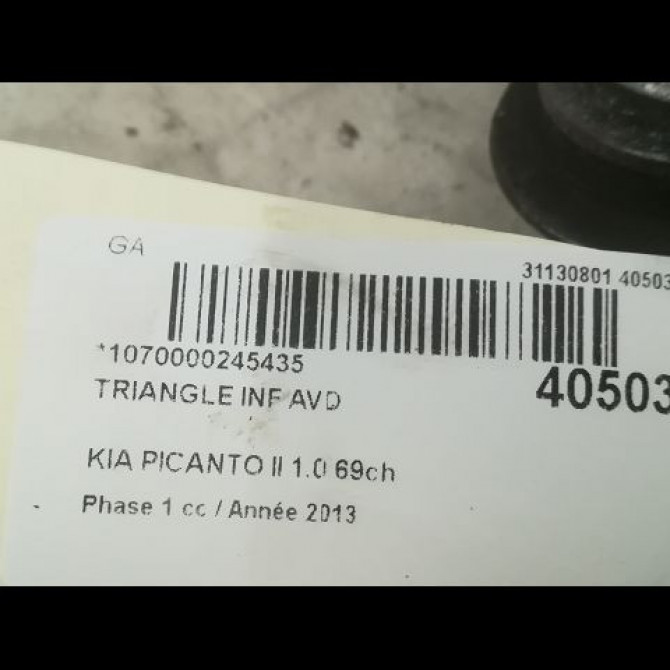 GA
31130801 40503
*1070000245435
40503
TRIANGLE INF AVD
KIA PICANTO II 1.0 69ch
Phase 1 cc / Année 2013